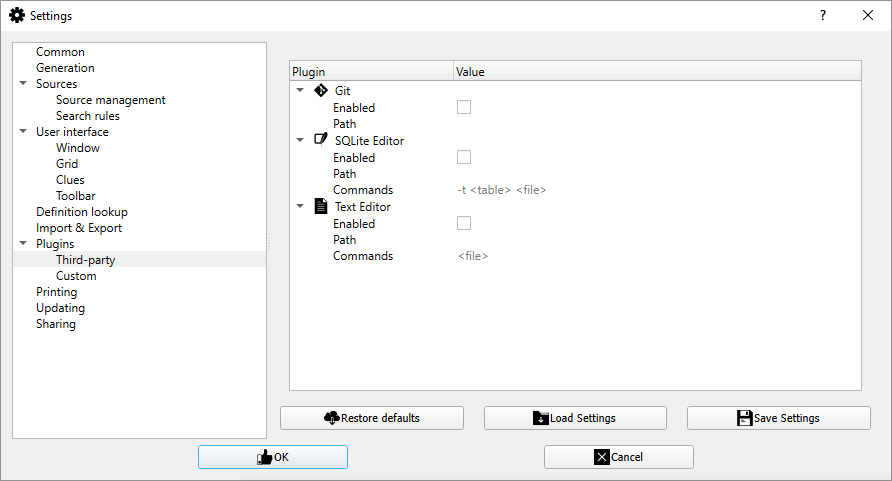 Settings
?
Common
Generation
Sources
Source management
Search rules
User interface
Window
Grid
Clues
Toolbar
Definition lookup
Import & Export
Plugins
Third-party
Custom
Printing
Updating
Sharing
Plugin Value
Git
Enabled
Path
SQLite Editor
Enabled
Path
Commands -t <table> <file>
Text Editor
Enabled
Path
Commands <file>
Restore defaults Load Settings Save Settings
OK Cancel